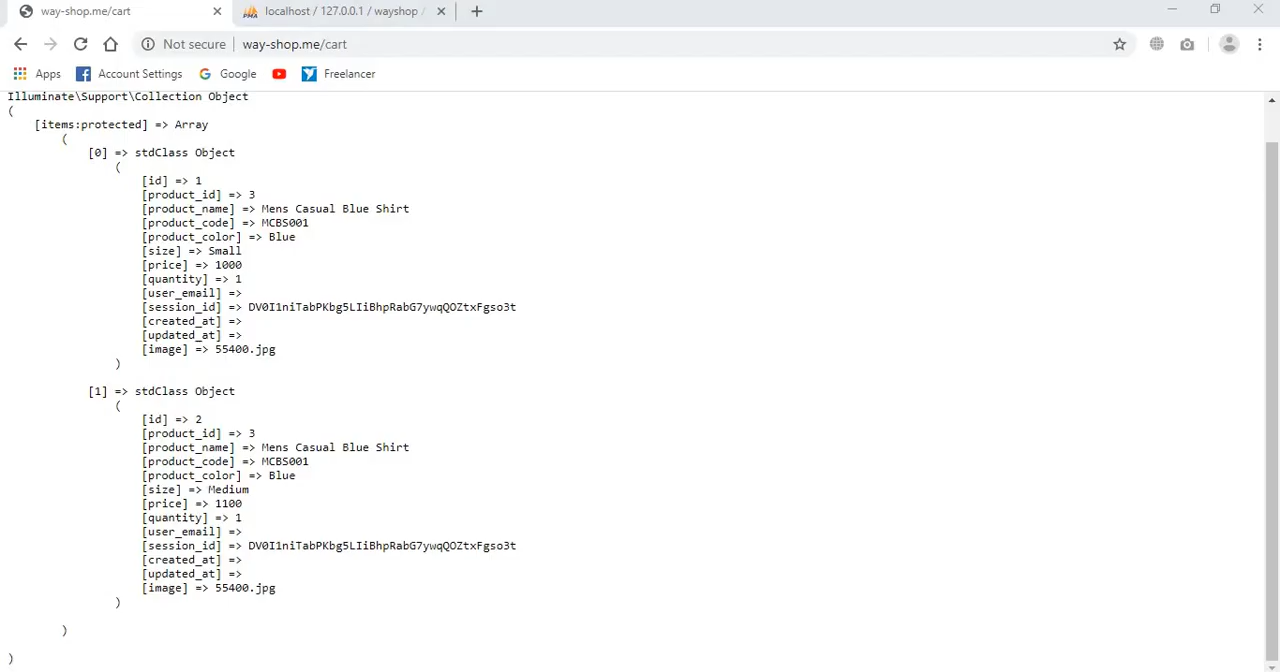 way-shop.me/cart
localhost / 127.0.0.1 / wayshop /
Not secure
way-shop.me/cart
Apps
Account Settings
Google
Freelancer
Illuminate\Support\Collection Object
(
[items:protected] => Array
(
[0] => stdClass Object
(
[id] => 1
[product_id] => 3
[product_name] => Mens Casual Blue Shirt
[product_code] => MCBS001
[product_color] => Blue
[size] => Small
[price] => 1000
[quantity] => 1
[user_email] =>
[session_id] => DV0I1niTabPKbg5LIiBhpRabG7ywqQOZtxFgso3t
[created_at] =>
[updated_at] =>
[image] => 55400.jpg
)
[1] => stdClass Object
(
[id] => 2
[product_id] => 3
[product_name] => Mens Casual Blue Shirt
[product_code] => MCBS001
[product_color] => Blue
[size] => Medium
[price] => 1100
[quantity] => 1
[user_email] =>
[session_id] => DV0I1niTabPKbg5LIiBhpRabG7ywqQOZtxFgso3t
[created_at] =>
[updated_at] =>
[image] => 55400.jpg
)
)
)